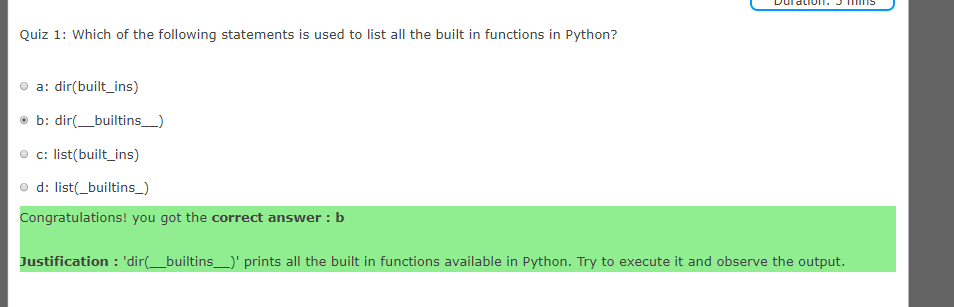 Duration: 5 mins
Quiz 1: Which of the following statements is used to list all the built in functions in Python?
a: dir(built_ins)
b: dir(__builtins__)
c: list(built_ins)
d: list(_builtins_)
Congratulations! you got the correct answer : b
Justification : 'dir(__builtins__)' prints all the built in functions available in Python. Try to execute it and observe the output.